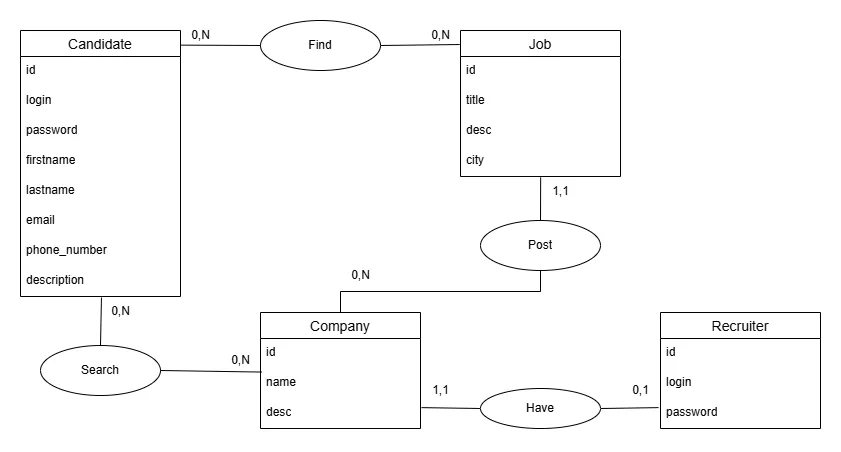 Candidate
id
login
password
firstname
lastname
email
phone_number
description
0,N
Find
0,N
Job
id
title
desc
city
1,1
Post
0,N
0,N
Search
0,N
Company
id
name
desc
1,1
Have
0,1
Recruiter
id
login
password